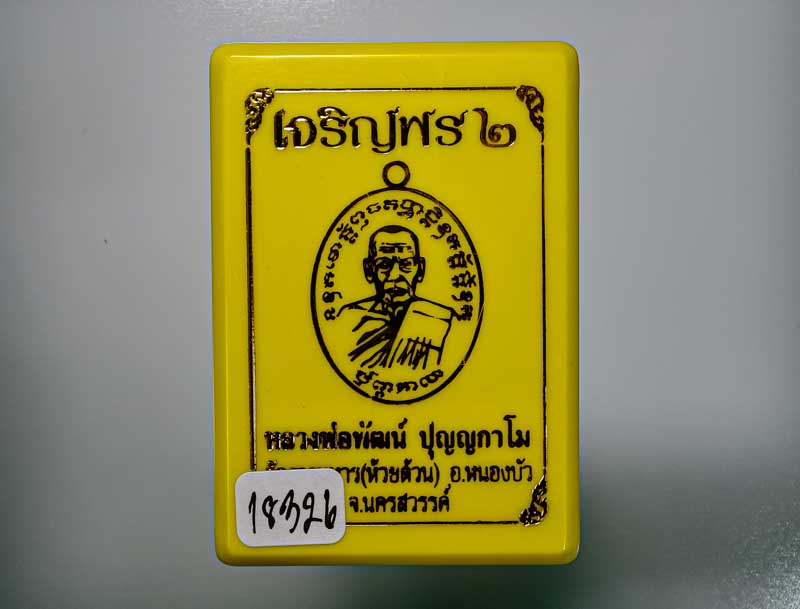 เจริญพร ๒
หลวงพ่อพัฒน์ ปุญญกาโม
(ห้วยด้วน) อ.หนองบัว
จ.นครสวรรค์
18326